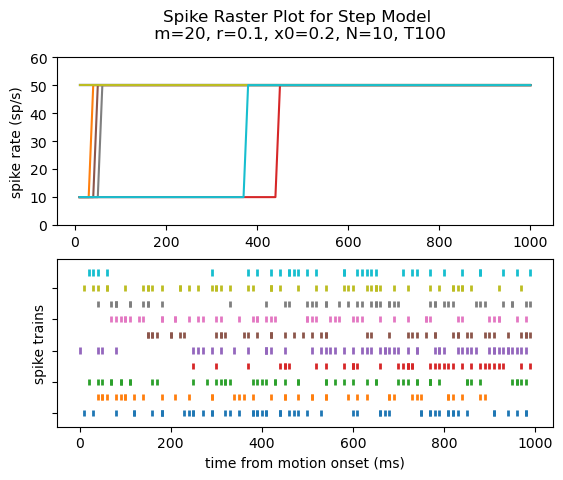 Spike Raster Plot for Step Model
m=20, r=0.1, x0=0.2, N=10, T100
60
50
40
30
20
10
0
spike rate (sp/s)
0 200 400 600 800 1000
spike trains
0 200 400 600 800 1000
time from motion onset (ms)